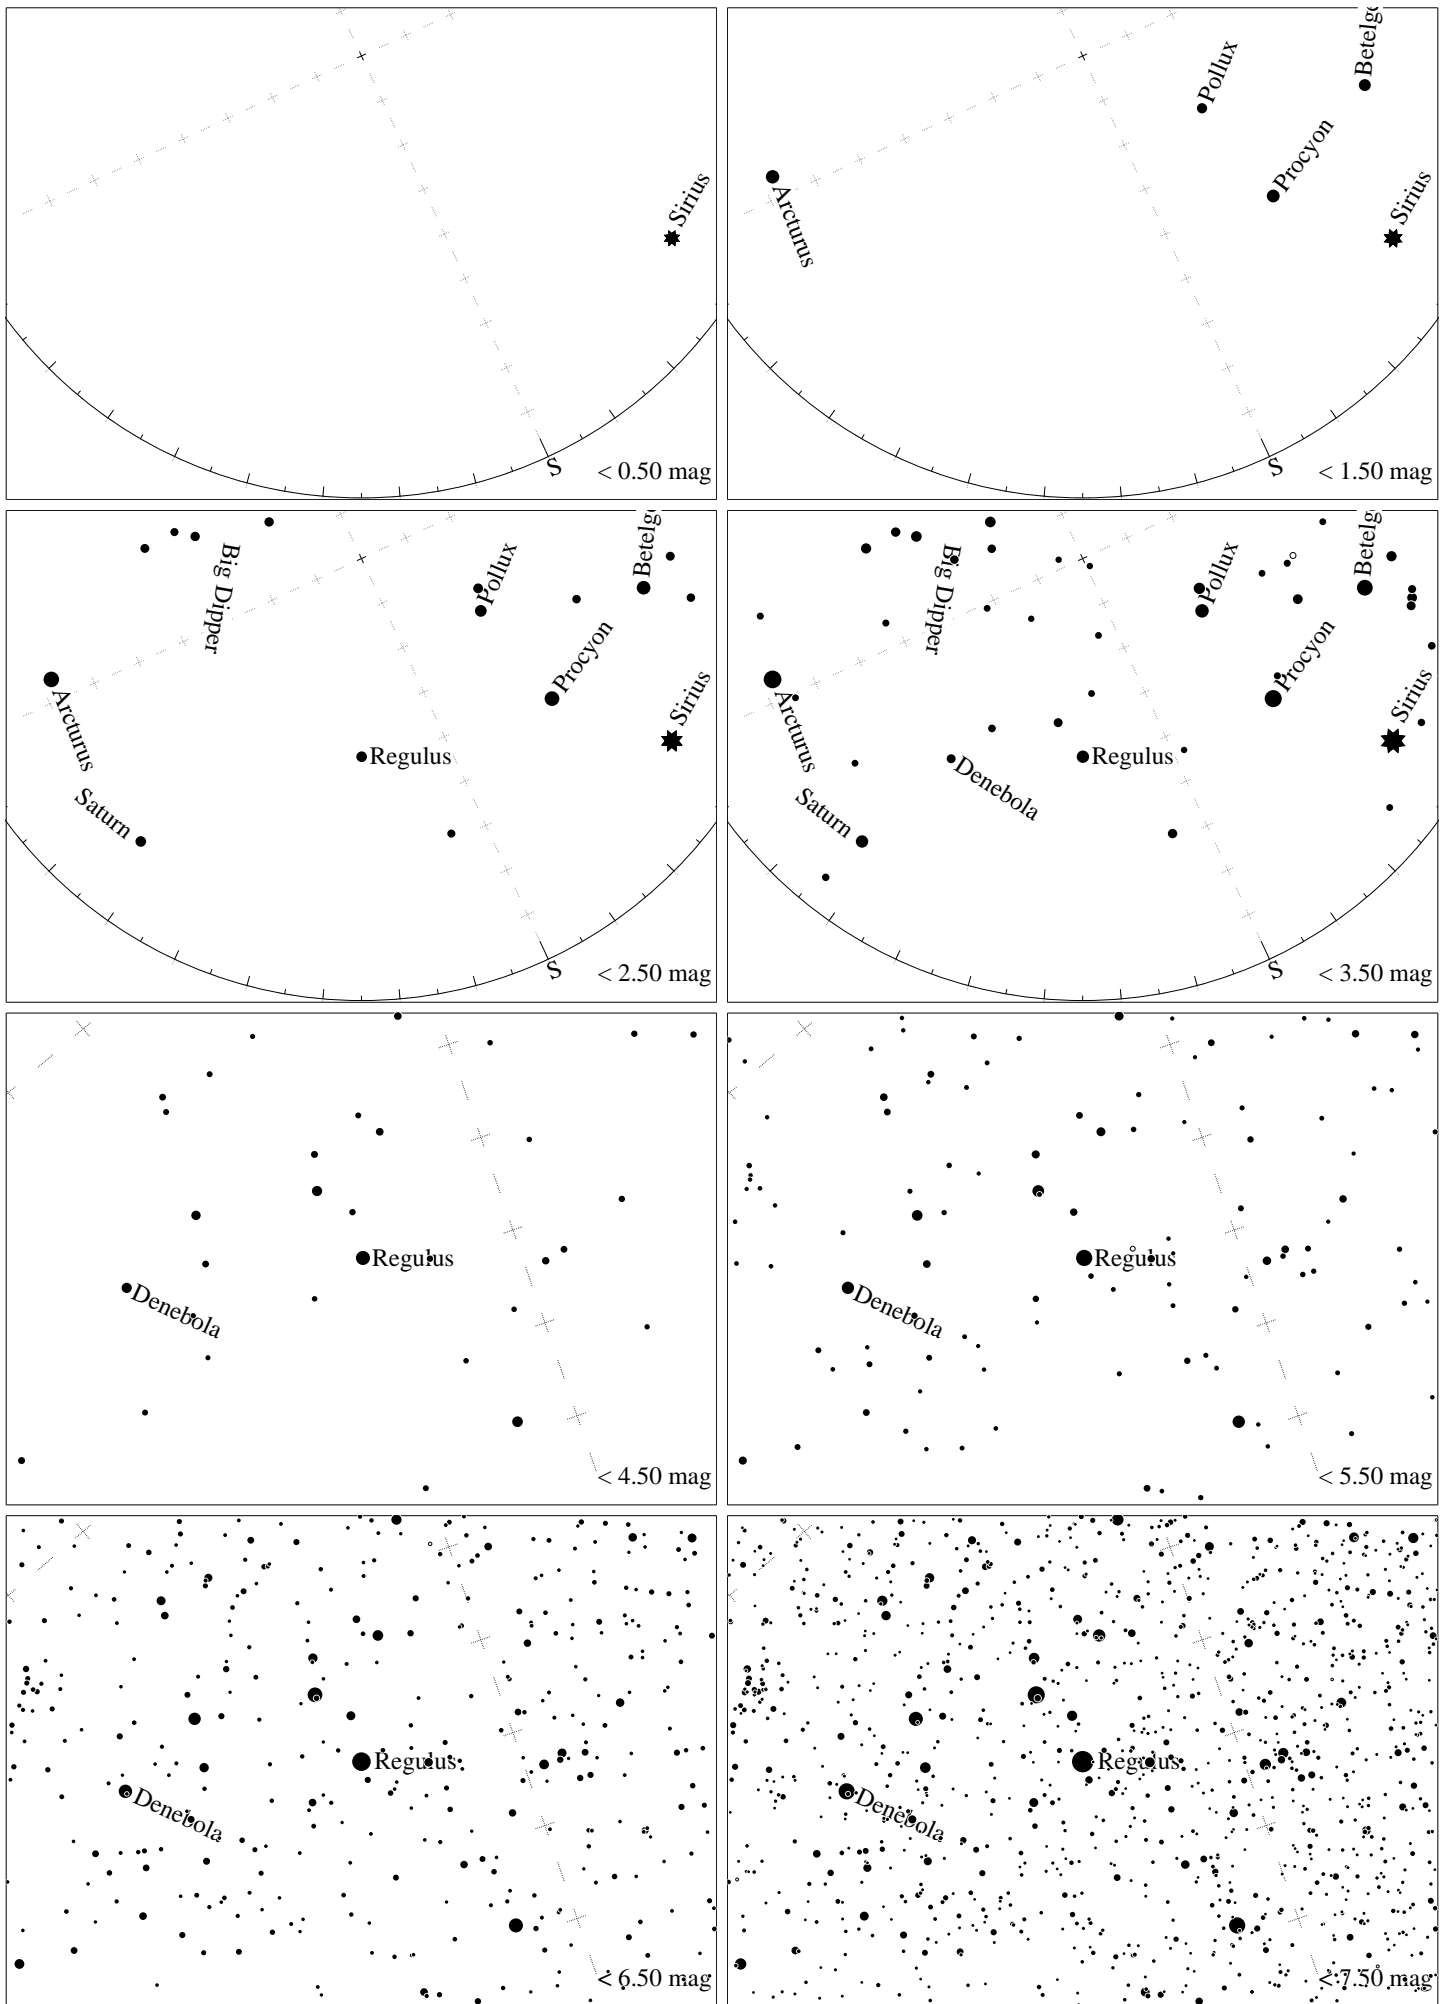 Sirius
S
< 0.50 mag
Betelg
Pollux
Procyon
Arcturus
Sirius
S
< 1.50 mag
Big Dipper
Pollux
Betelg
Procyon
Arcturus
Sirius
Regulus
Saturn
S
< 2.50 mag
Big Dipper
Pollux
Betelg
Procyon
Arcturus
Sirius
Regulus
Denebola
Saturn
S
< 3.50 mag
Regulus
Denebola
< 4.50 mag
Regulus
Denebola
< 5.50 mag
Regulus
Denebola
< 6.50 mag
Regulus
Denebola
< 7.50 mag